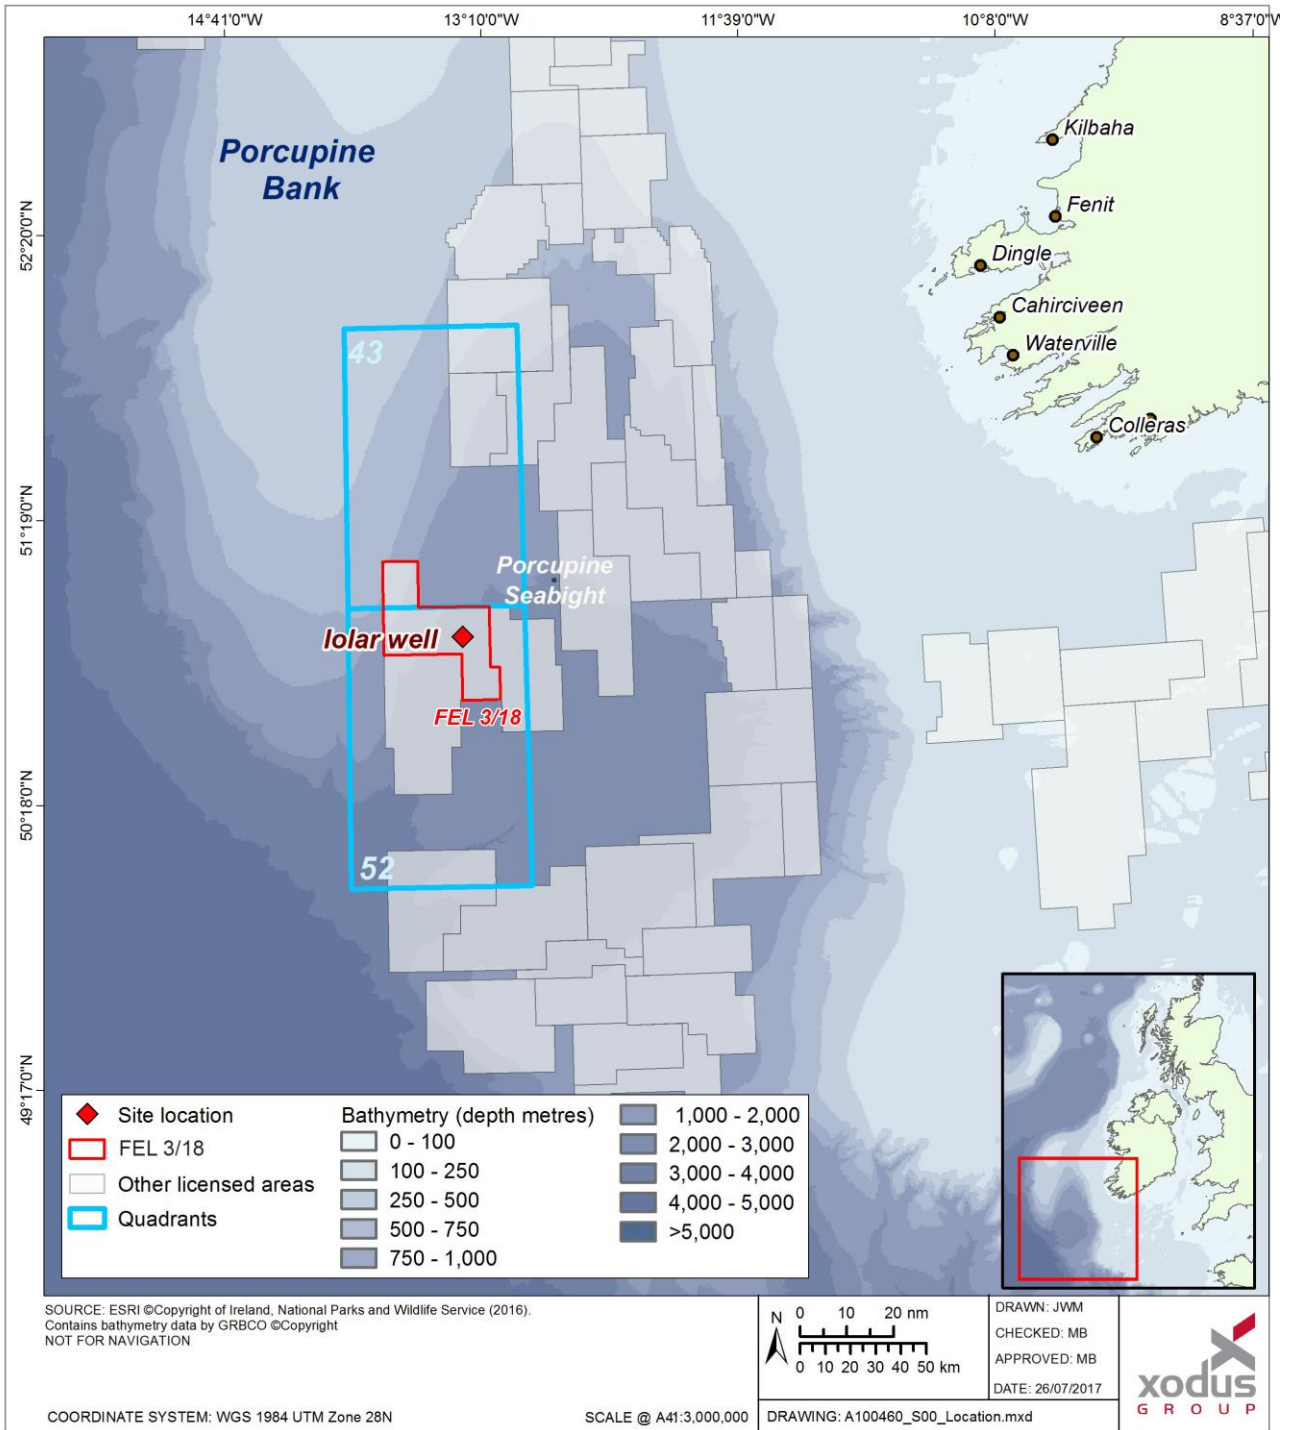 14°41'0"W
13°10'0"W
11°39'0"W
10°8'0"W
8°37'0"W
52°20'0"N
51°19'0"N
50°18'0"N
49°17'0"N
Porcupine
Bank
Kilbaha
Fenit
Dingle
Cahirciveen
Waterville
Colleras
43
Porcupine
Seabight
Iolar well
FEL 3/18
52
Site location
FEL 3/18
Other licensed areas
Quadrants
Bathymetry (depth metres)
0 - 100
100 - 250
250 - 500
500 - 750
750 - 1,000
1,000 - 2,000
2,000 - 3,000
3,000 - 4,000
4,000 - 5,000
>5,000
SOURCE: ESRI ©Copyright of Ireland, National Parks and Wildlife Service (2016).
Contains bathymetry data by GRBCO ©Copyright
NOT FOR NAVIGATION
COORDINATE SYSTEM: WGS 1984 UTM Zone 28N
SCALE @ A41:3,000,000
N
0 10 20 nm
0 10 20 30 40 50 km
DRAWING: A100460_S00_Location.mxd
DRAWN: JWM
CHECKED: MB
APPROVED: MB
DATE: 26/07/2017
xodus
GROUP